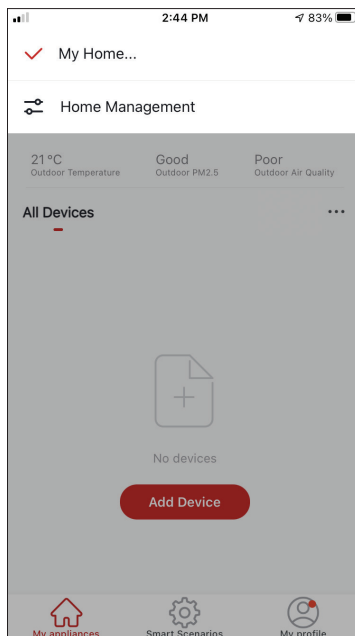 2:44 PM 83%
My Home...
Home Management
21 °C Good Poor
Outdoor Temperature Outdoor PM2.5 Outdoor Air Quality
All Devices
No devices
Add Device
My appliances Smart Scenarios My profile